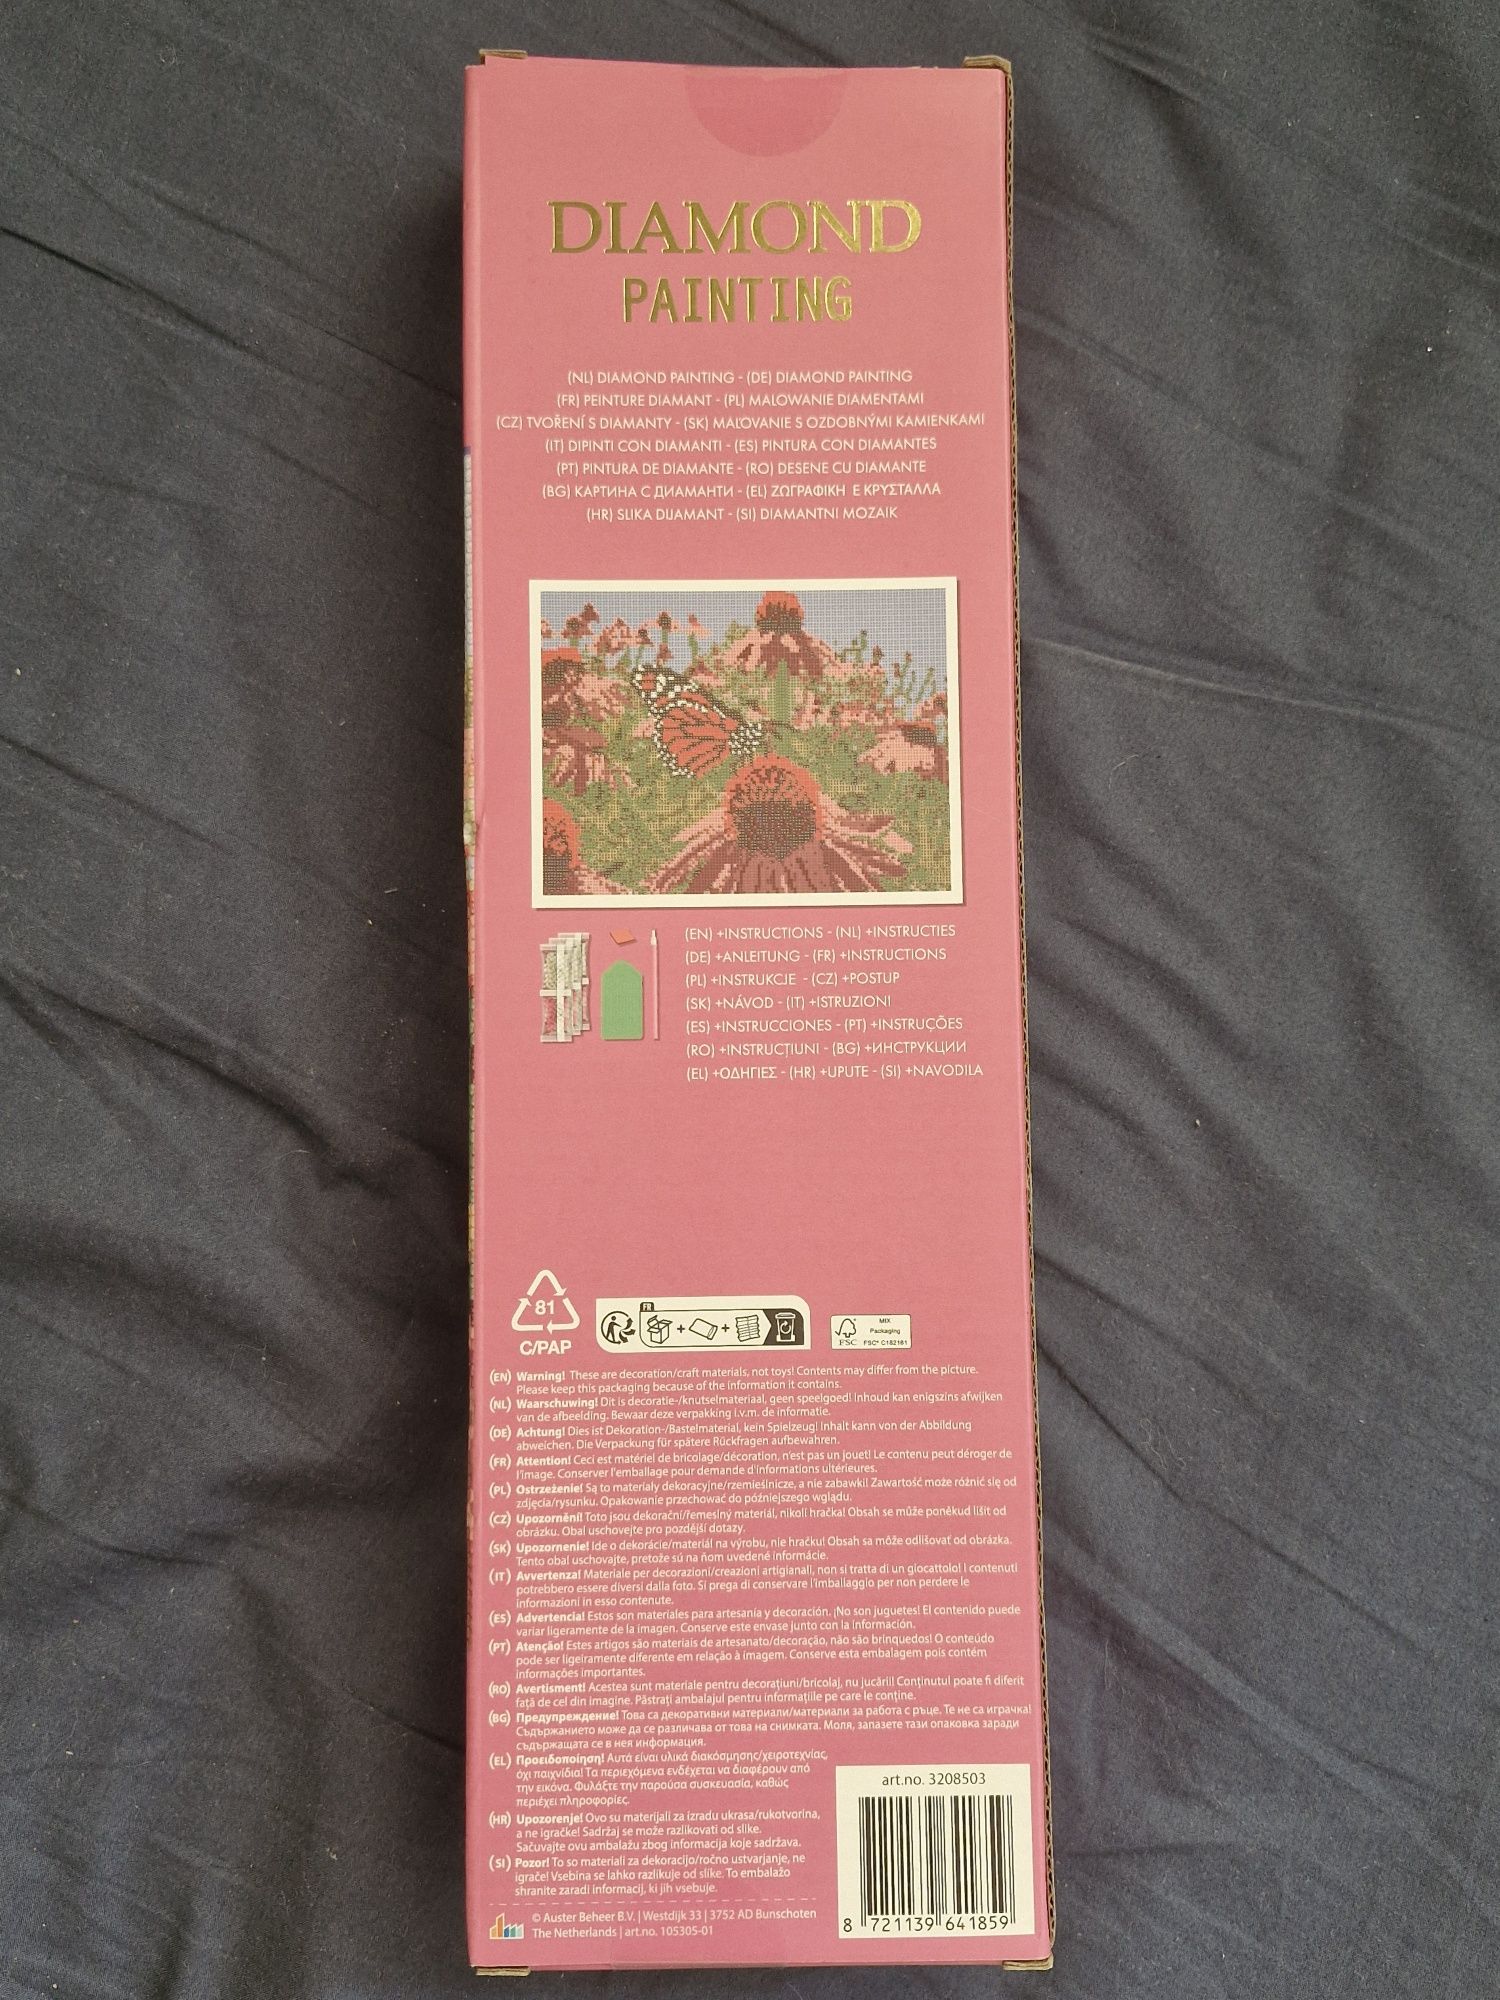 DIAMOND
PAINTING
(NL) DIAMOND PAINTING - (DE) DIAMOND PAINTING
(FR) PEINTURE DIAMANT - (PL) MALOWANIE DIAMENTAMI
(CZ) TVOŘENÍ S DIAMANTY - (SK) MAĽOVANIE S OZDOBNÝMI KAMIENKAMI
(IT) DIPINTI CON DIAMANTI - (ES) PINTURA CON DIAMANTES
(PT) PINTURA DE DIAMANTE - (RO) DESENE CU DIAMANTE
(BG) КАРТИНА С ДИАМАНТИ - (EL) ΖΩΓΡΑΦΙΚΗ Ε ΚΡΥΣΤΑΛΛΑ
(HR) SLIKA DIJAMANT - (SI) DIAMANTNI MOZAIK
(EN) +INSTRUCTIONS - (NL) +INSTRUCTIES
(DE) +ANLEITUNG - (FR) +INSTRUCTIONS
(PL) +INSTRUKCJE - (CZ) +POSTUP
(SK) +NÁVOD - (IT) +ISTRUZIONI
(ES) +INSTRUCCIONES - (PT) +INSTRUÇÕES
(RO) +INSTRUCȚIUNI - (BG) +ИНСТРУКЦИИ
(EL) +ΟΔΗΓΙΕΣ - (HR) +UPUTE - (SI) +NAVODILA
81
C/PAP
FR
+ +
FSC
MIX
Packaging
FSC® C182161
(EN) Warning! These are decoration/craft materials, not toys! Contents may differ from the picture.
Please keep this packaging because of the information it contains.
(NL) Waarschuwing! Dit is decoratie-/knutselmateriaal, geen speelgoed! Inhoud kan enigszins afwijken
van de afbeelding. Bewaar deze verpakking i.v.m. de informatie.
(DE) Achtung! Dies ist Dekoration-/Bastelmaterial, kein Spielzeug! Inhalt kann von der Abbildung
abweichen. Die Verpackung für spätere Rückfragen aufbewahren.
(FR) Attention! Ceci est matériel de bricolage/décoration, n'est pas un jouet! Le contenu peut déroger de
l'image. Conserver l'emballage pour demande d'informations ultérieures.
(PL) Ostrzeżenie! Są to materiały dekoracyjne/rzemieślnicze, a nie zabawki! Zawartość może różnić się od
zdjęcia/rysunku. Opakowanie przechować do późniejszego wglądu.
(CZ) Upozornění! Toto jsou dekorační/řemeslný materiál, nikoli hračka! Obsah se může poněkud lišit od
obrázku. Obal uschovejte pro pozdější dotazy.
(SK) Upozornenie! Ide o dekorácie/materiál na výrobu, nie hračku! Obsah sa môže odlišovať od obrázka.
Tento obal uschovajte, pretože sú na ňom uvedené informácie.
(IT) Avvertenza! Materiale per decorazioni/creazioni artigianali, non si tratta di un giocattolo! I contenuti
potrebbero essere diversi dalla foto. Si prega di conservare l'imballaggio per non perdere le
informazioni in esso contenute.
(ES) Advertencia! Estos son materiales para artesanía y decoración. ¡No son juguetes! El contenido puede
variar ligeramente de la imagen. Conserve este envase junto con la información.
(PT) Atenção! Estes artigos são materiais de artesanato/decoração, não são brinquedos! O conteúdo
pode ser ligeiramente diferente em relação à imagem. Conserve esta embalagem pois contém
informações importantes.
(RO) Avertisment! Acestea sunt materiale pentru decorațiuni/bricolaj, nu jucării! Conținutul poate fi diferit
față de cel din imagine. Păstrați ambalajul pentru informațiile pe care le conține.
(BG) Предупреждение! Това са декоративни материали/материали за работа с ръце. Те не са играчка!
Съдържанието може да се различава от това на снимката. Моля, запазете тази опаковка заради
съдържащата се в нея информация.
(EL) Προειδοποίηση! Αυτά είναι υλικά διακόσμησης/χειροτεχνίας,
όχι παιχνίδια! Τα περιεχόμενα ενδέχεται να διαφέρουν από
την εικόνα. Φυλάξτε την παρούσα συσκευασία, καθώς
περιέχει πληροφορίες.
(HR) Upozorenje! Ovo su materijali za izradu ukrasa/rukotvorina,
a ne igračke! Sadržaj se može razlikovati od slike.
Sačuvajte ovu ambalažu zbog informacija koje sadržava.
(SI) Pozor! To so materiali za dekoracijo/ročno ustvarjanje, ne
igrače! Vsebina se lahko razlikuje od slike. To embalažo
shranite zaradi informacij, ki jih vsebuje.
© Auster Beheer B.V. | Westdijk 33 | 3752 AD Bunschoten
The Netherlands | art.no. 105305-01
art.no. 3208503
8 721139 641859